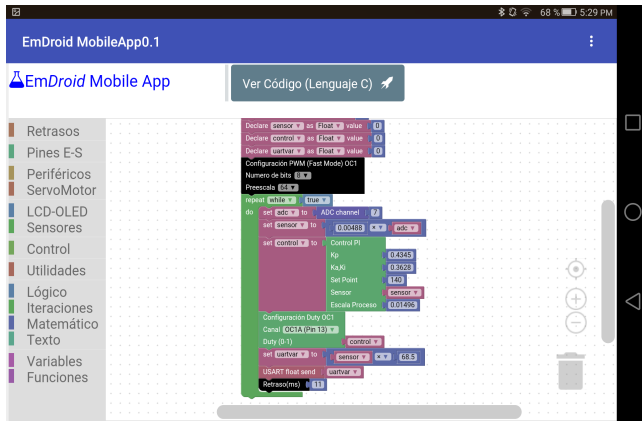 68 % 5:29 PM
EmDroid MobileApp0.1
EmDroid Mobile App
Ver Código (Lenguaje C)
Retrasos
Pines E-S
Periféricos
ServoMotor
LCD-OLED
Sensores
Control
Utilidades
Lógico
Iteraciones
Matemático
Texto
Variables
Funciones
Declare sensor as Float value 0
Declare control as Float value 0
Declare uartvar as Float value 0
Configuración PWM (Fast Mode) OC1
Numero de bits 8
Preescala 64
repeat while true
do set adc to ADC channel 7
set sensor to 0.00488 × adc
set control to Control PI
Kp 0.4345
Ka,Ki 0.3628
Set Point 140
Sensor sensor
Escala Proceso 0.01496
Configuración Duty OC1
Canal OC1A (Pin 13)
Duty (0-1) control
set uartvar to sensor × 68.5
USART float send uartvar
Retraso(ms) 11